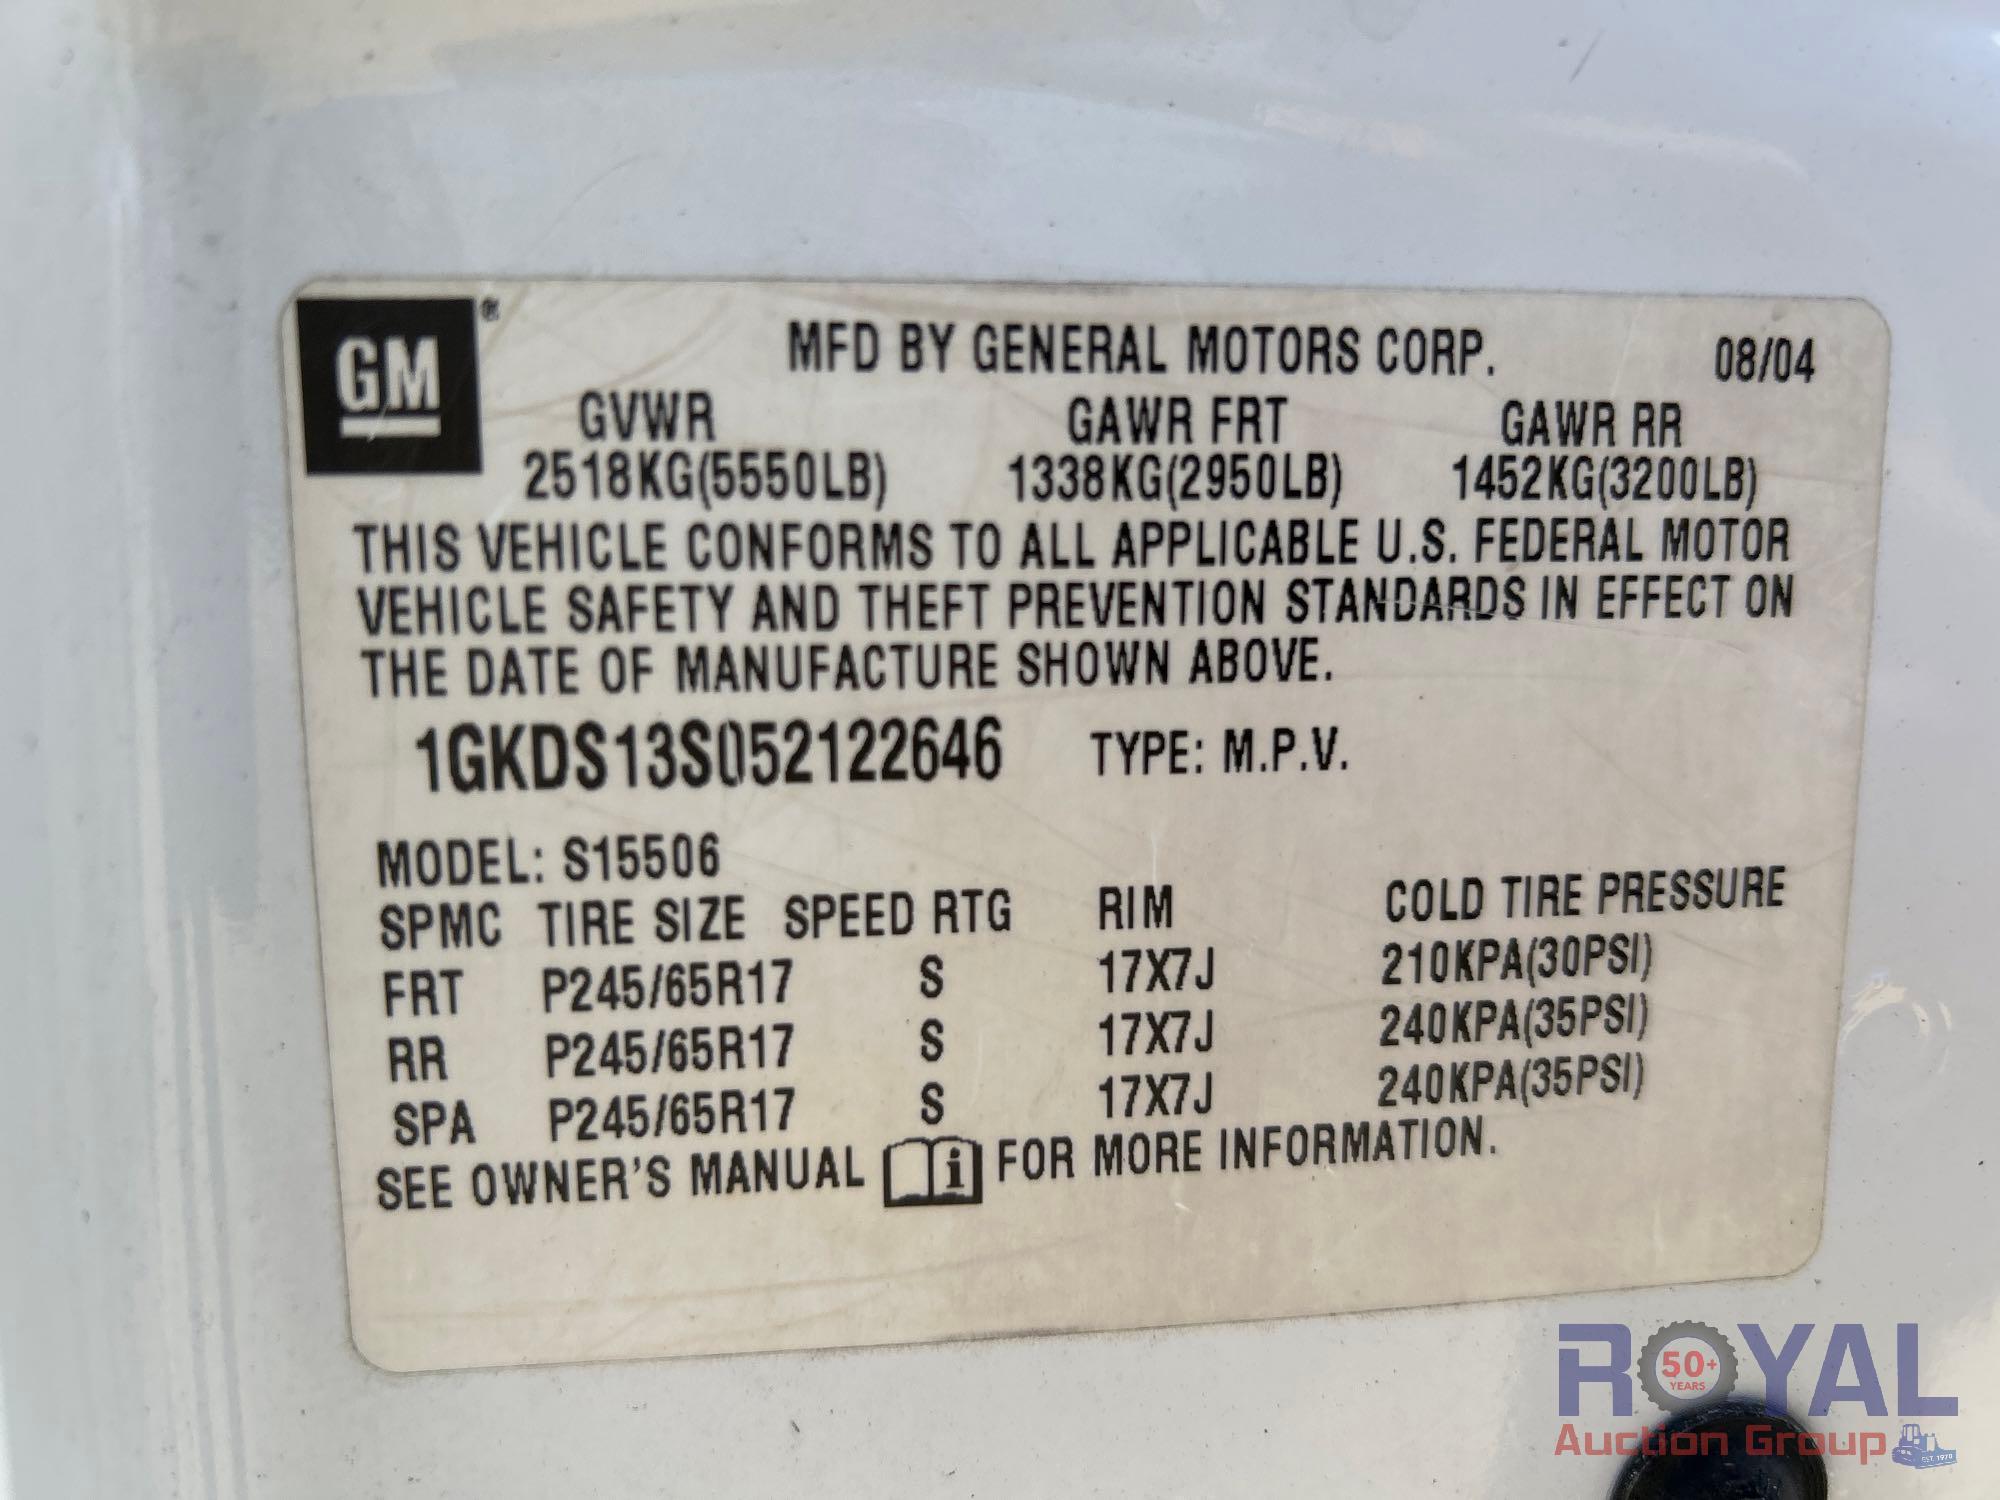 GM ®
MFD BY GENERAL MOTORS CORP. 08/04
GVWR GAWR FRT GAWR RR
2518KG(5550LB) 1338KG(2950LB) 1452KG(3200LB)
THIS VEHICLE CONFORMS TO ALL APPLICABLE U.S. FEDERAL MOTOR
VEHICLE SAFETY AND THEFT PREVENTION STANDARDS IN EFFECT ON
THE DATE OF MANUFACTURE SHOWN ABOVE.
1GKDS13S052122646 TYPE: M.P.V.
MODEL: S15506
SPMC TIRE SIZE SPEED RTG RIM COLD TIRE PRESSURE
FRT P245/65R17 S 17X7J 210KPA(30PSI)
RR P245/65R17 S 17X7J 240KPA(35PSI)
SPA P245/65R17 S 17X7J 240KPA(35PSI)
SEE OWNER'S MANUAL i FOR MORE INFORMATION.
ROYAL
50+
YEARS
Auction Group
EST. 1970